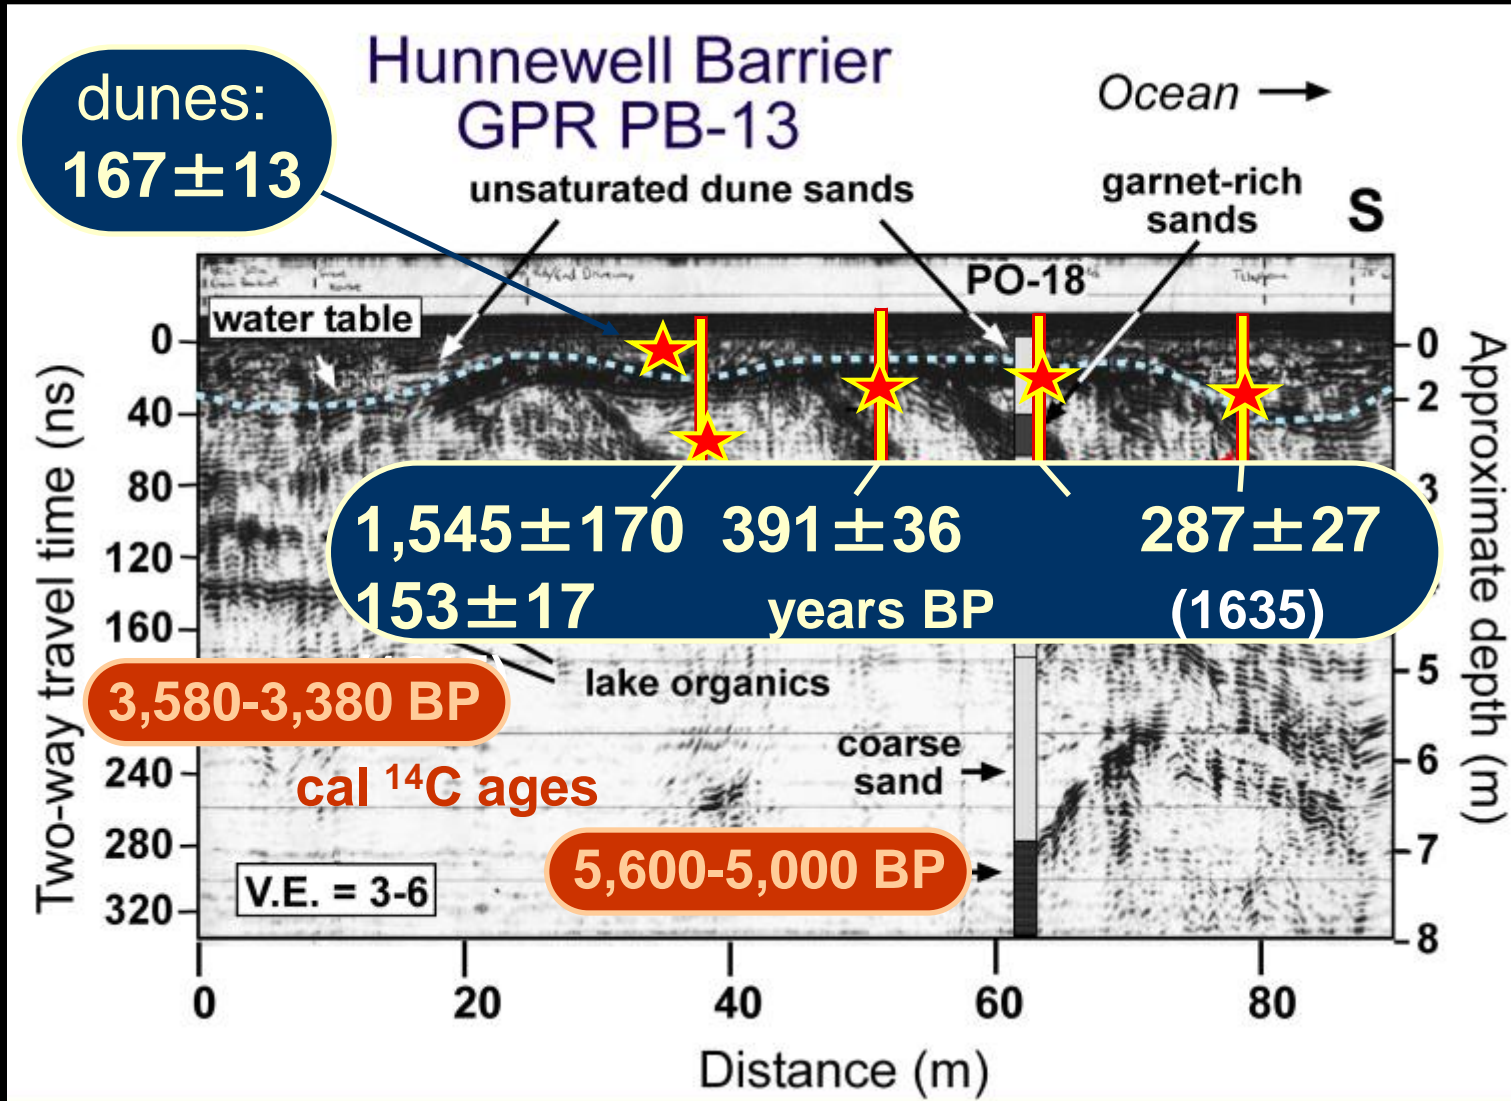 Hunnewell Barrier
GPR PB-13
dunes:
167±13
Ocean
unsaturated dune sands
garnet-rich
sands
S
PO-18
water table
Two-way travel time (ns)
0
40
80
120
160
240
280
320
Approximate depth (m)
0
2
3
5
6
7
8
1,545±170 391±36 287±27
153±17 years BP (1635)
lake organics
3,580-3,380 BP
cal ¹⁴C ages
coarse
sand
5,600-5,000 BP
V.E. = 3-6
0 20 40 60 80
Distance (m)